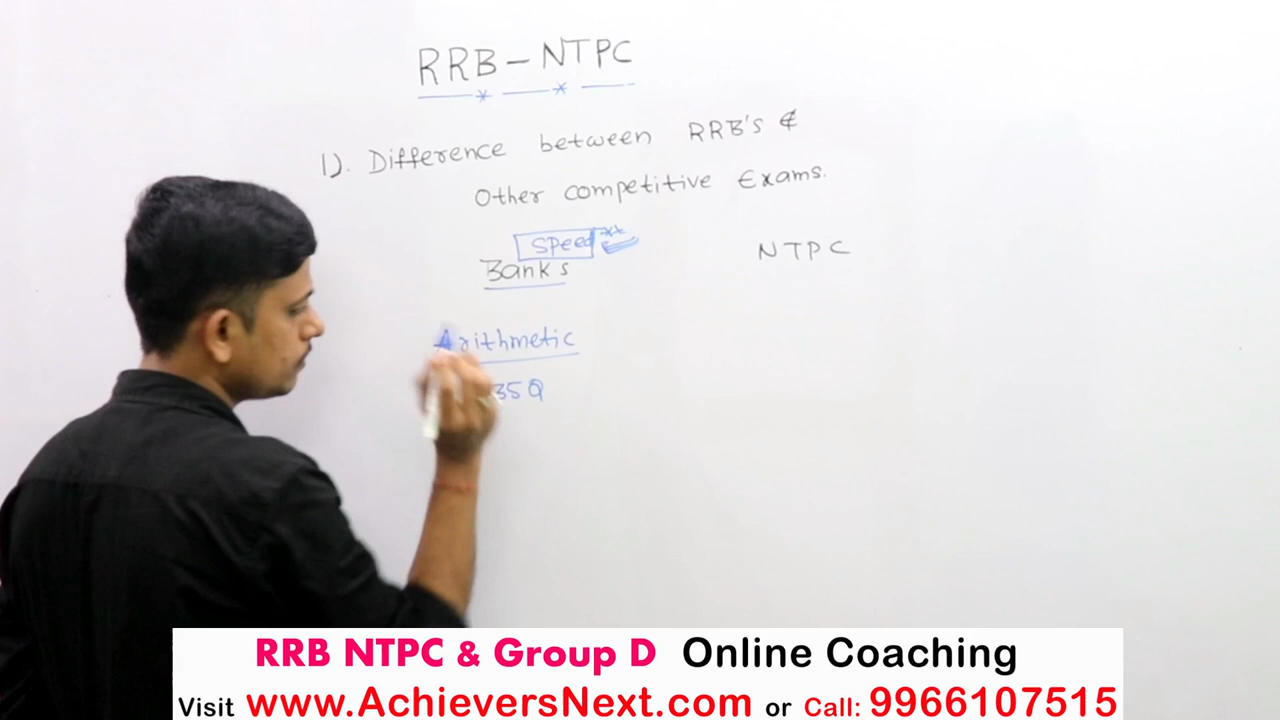 RRB - NTPC
1). Difference between RRB's &
Other competitive Exams.
Speed **
Banks NTPC
Arithmetic
35 Q
RRB NTPC & Group D Online Coaching
Visit www.AchieversNext.com or Call: 9966107515